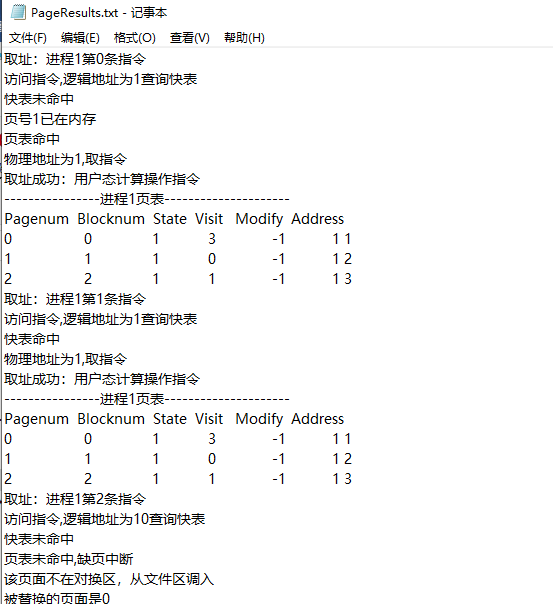 PageResults.txt - 记事本
文件(F) 编辑(E) 格式(O) 查看(V) 帮助(H)
取址：进程1第0条指令
访问指令,逻辑地址为1查询快表
快表未命中
页号1已在内存
页表命中
物理地址为1,取指令
取址成功：用户态计算操作指令
----------------进程1页表---------------------
Pagenum Blocknum State Visit Modify Address
0 0 1 3 -1 1 1
1 1 1 0 -1 1 2
2 2 1 1 -1 1 3
取址：进程1第1条指令
访问指令,逻辑地址为1查询快表
快表命中
物理地址为1,取指令
取址成功：用户态计算操作指令
----------------进程1页表---------------------
Pagenum Blocknum State Visit Modify Address
0 0 1 3 -1 1 1
1 1 1 0 -1 1 2
2 2 1 1 -1 1 3
取址：进程1第2条指令
访问指令,逻辑地址为10查询快表
快表未命中
页表未命中,缺页中断
该页面不在对换区，从文件区调入
被替换的页面是0